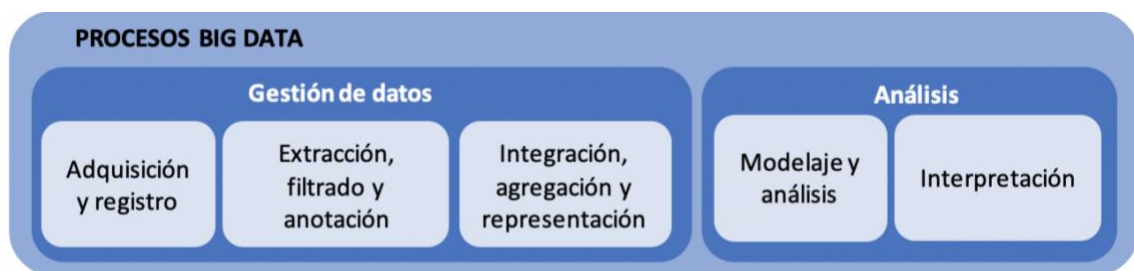 PROCESOS BIG DATA
Gestión de datos
Adquisición
y registro
Extracción,
filtrado y
anotación
Integración,
agregación y
representación
Análisis
Modelaje y
análisis
Interpretación